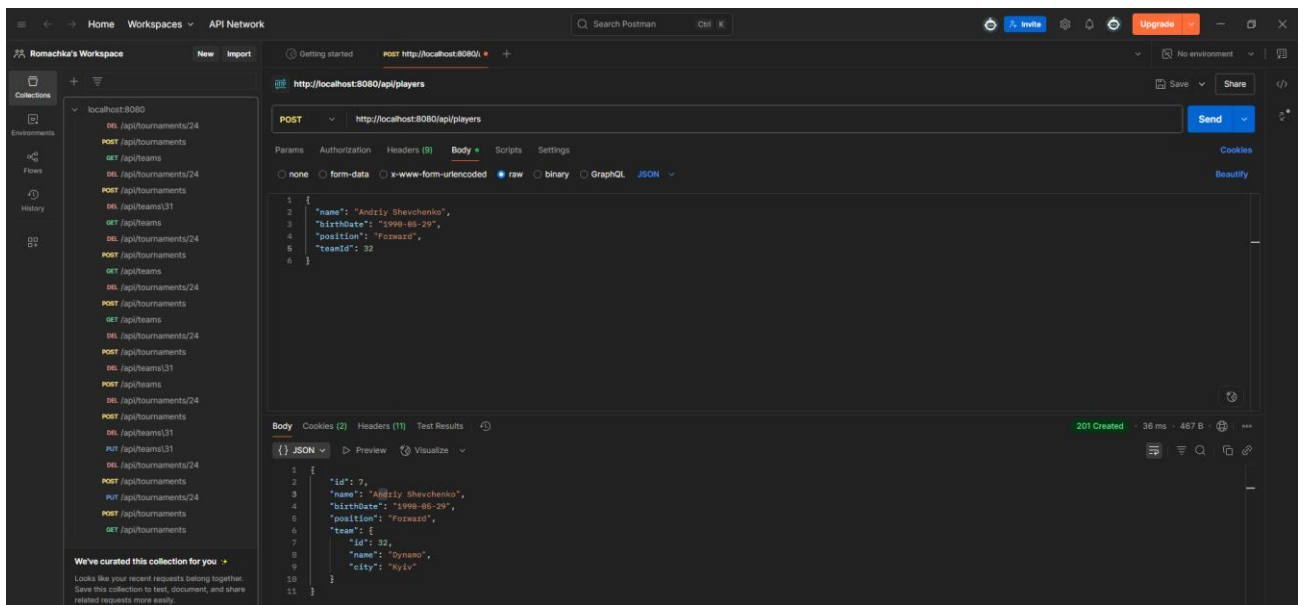 Home Workspaces API Network
Search Postman Ctrl K
Invite
Upgrade
Romachka's Workspace New Import
Getting started POST http://localhost:8080/
No environment
Collections
Environments
Flows
History
http://localhost:8080/api/players
Save Share
POST http://localhost:8080/api/players Send
Params Authorization Headers (9) Body Scripts Settings Cookies
none form-data x-www-form-urlencoded raw binary GraphQL JSON Beautify
1 {
2 "name": "Andriy Shevchenko",
3 "birthDate": "1990-05-29",
4 "position": "Forward",
5 "teamId": 32
6 }
localhost:8080
DEL /api/tournaments/24
POST /api/tournaments
GET /api/teams
DEL /api/tournaments/24
POST /api/tournaments
DEL /api/teams\31
GET /api/teams
DEL /api/tournaments/24
POST /api/tournaments
GET /api/teams
DEL /api/tournaments/24
POST /api/tournaments
GET /api/teams
DEL /api/tournaments/24
POST /api/tournaments
DEL /api/teams\31
POST /api/teams
DEL /api/tournaments/24
POST /api/tournaments
DEL /api/teams\31
PUT /api/teams\31
DEL /api/tournaments/24
POST /api/tournaments
PUT /api/tournaments/24
POST /api/tournaments
GET /api/tournaments
We've curated this collection for you
Looks like your recent requests belong together.
Save this collection to test, document, and share
related requests more easily.
Body Cookies (2) Headers (11) Test Results 201 Created 36 ms 467 B
{} JSON Preview Visualize
1 {
2 "id": 7,
3 "name": "Andriy Shevchenko",
4 "birthDate": "1990-05-29",
5 "position": "Forward",
6 "team": {
7 "id": 32,
8 "name": "Dynamo",
9 "city": "Kyiv"
10 }
11 }